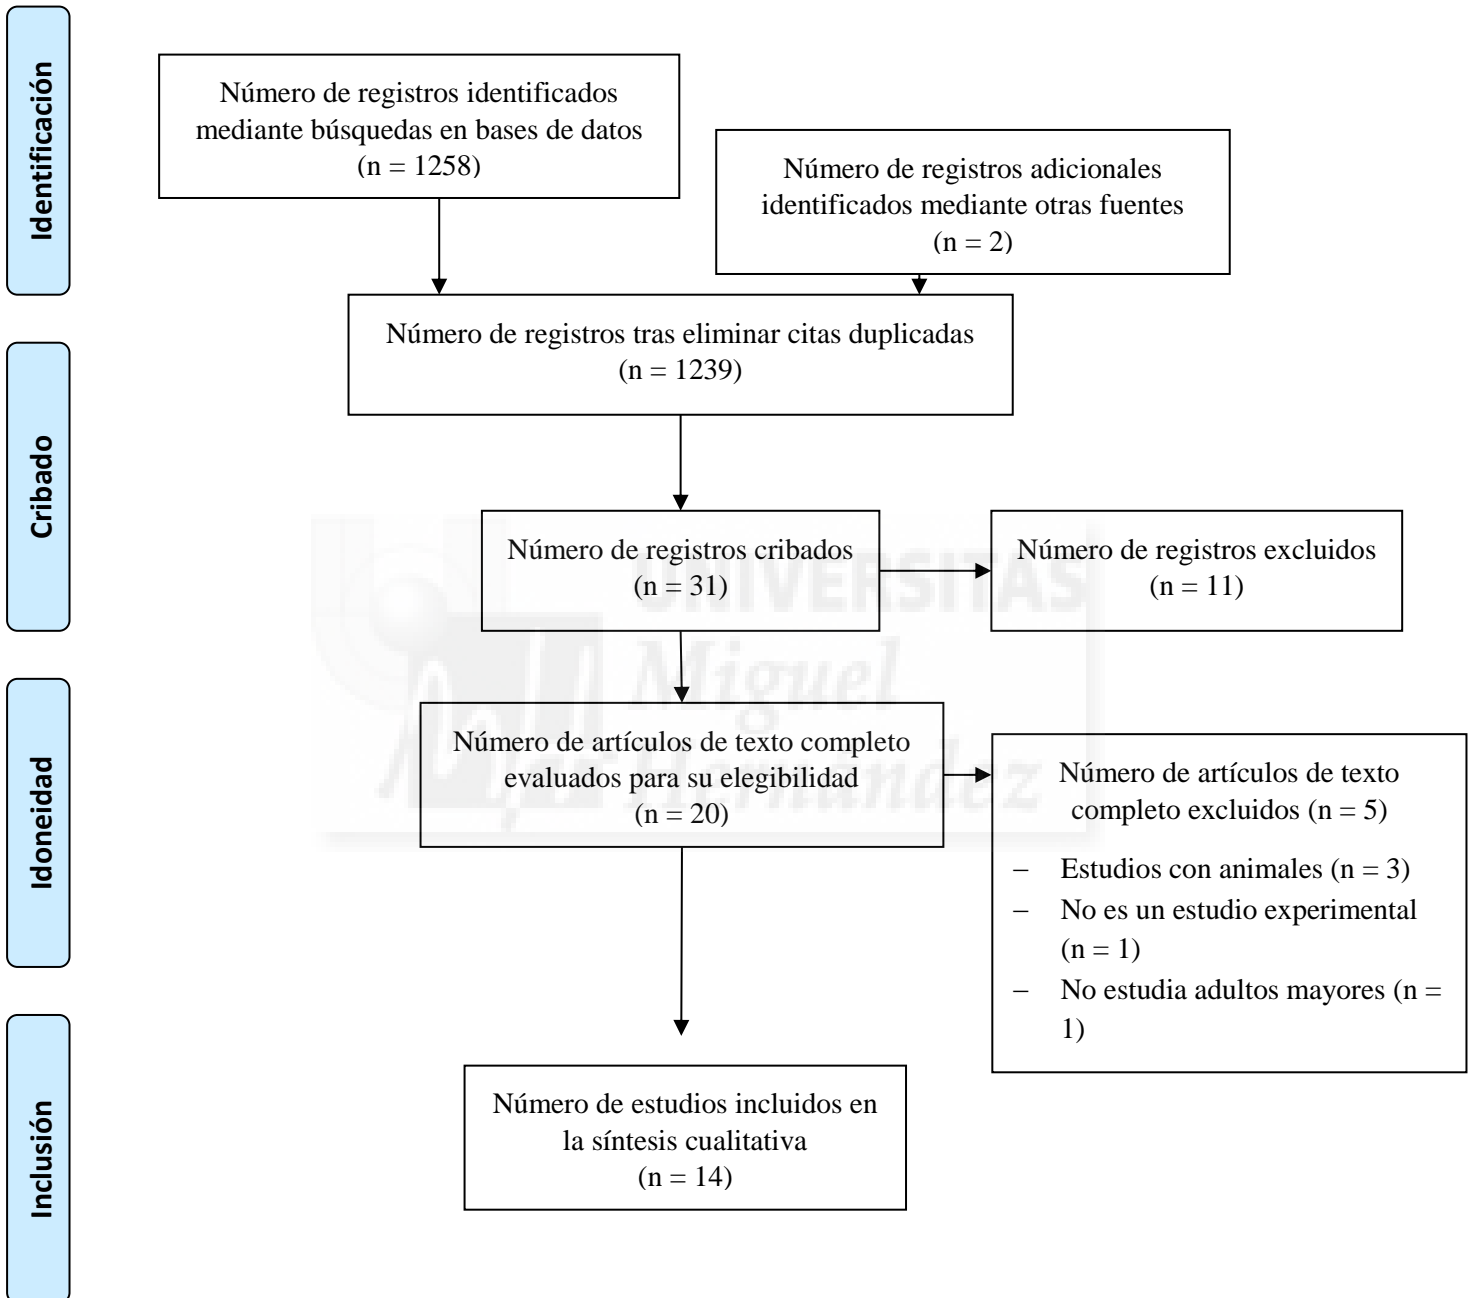 Identificación
Número de registros identificados
mediante búsquedas en bases de datos
(n = 1258)
Número de registros adicionales
identificados mediante otras fuentes
(n = 2)
Número de registros tras eliminar citas duplicadas
(n = 1239)
Cribado
Número de registros cribados
(n = 31)
Número de registros excluidos
(n = 11)
UNIVERSITAS
Miguel
Hernández
Idoneidad
Número de artículos de texto completo
evaluados para su elegibilidad
(n = 20)
Número de artículos de texto
completo excluidos (n = 5)
– Estudios con animales (n = 3)
– No es un estudio experimental
(n = 1)
– No estudia adultos mayores (n =
1)
Inclusión
Número de estudios incluidos en
la síntesis cualitativa
(n = 14)